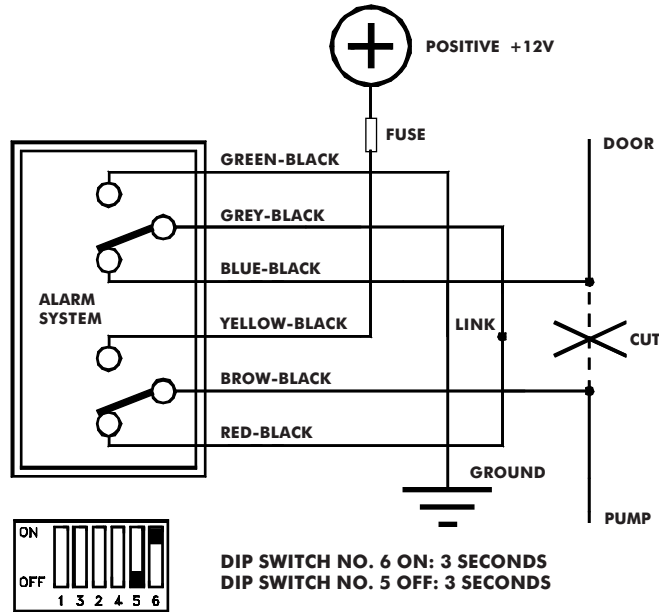 POSITIVE +12V
FUSE
DOOR
GREEN-BLACK
GREY-BLACK
BLUE-BLACK
ALARM
SYSTEM
YELLOW-BLACK
LINK
CUT
BROW-BLACK
RED-BLACK
GROUND
PUMP
ON
OFF
1 3 2 4 5 6
DIP SWITCH NO. 6 ON: 3 SECONDS
DIP SWITCH NO. 5 OFF: 3 SECONDS